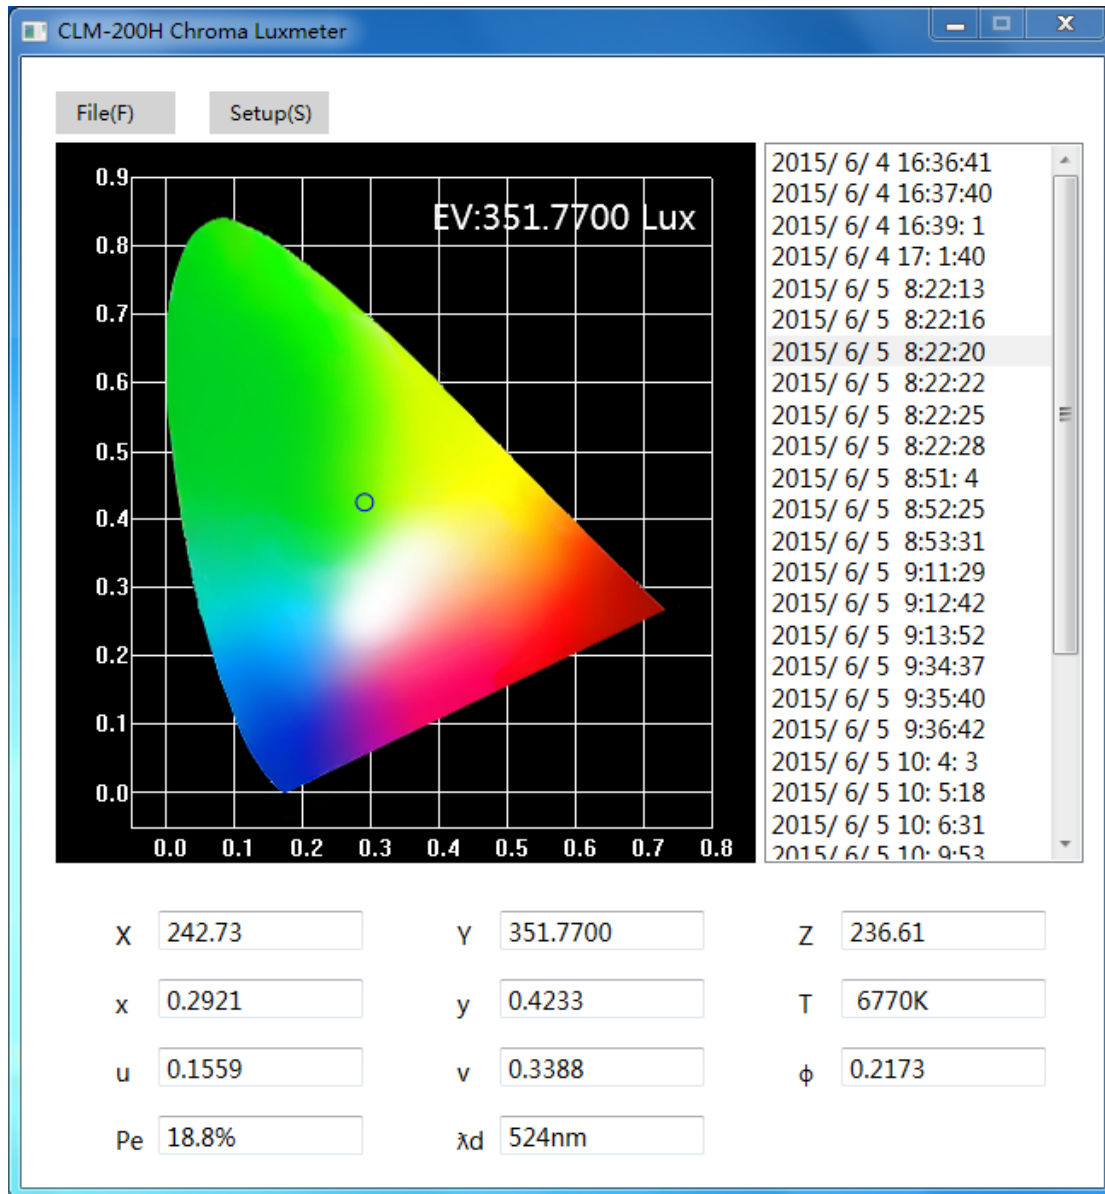 CLM-200H Chroma Luxmeter
File(F) Setup(S)
EV:351.7700 Lux
0.9
0.8
0.7
0.6
0.5
0.4
0.3
0.2
0.1
0.0
0.0 0.1 0.2 0.3 0.4 0.5 0.6 0.7 0.8
2015/ 6/ 4 16:36:41
2015/ 6/ 4 16:37:40
2015/ 6/ 4 16:39: 1
2015/ 6/ 4 17: 1:40
2015/ 6/ 5  8:22:13
2015/ 6/ 5  8:22:16
2015/ 6/ 5  8:22:20
2015/ 6/ 5  8:22:22
2015/ 6/ 5  8:22:25
2015/ 6/ 5  8:22:28
2015/ 6/ 5  8:51: 4
2015/ 6/ 5  8:52:25
2015/ 6/ 5  8:53:31
2015/ 6/ 5  9:11:29
2015/ 6/ 5  9:12:42
2015/ 6/ 5  9:13:52
2015/ 6/ 5  9:34:37
2015/ 6/ 5  9:35:40
2015/ 6/ 5  9:36:42
2015/ 6/ 5 10: 4: 3
2015/ 6/ 5 10: 5:18
2015/ 6/ 5 10: 6:31
2015/ 6/ 5 10: 9:53
X 242.73 Y 351.7700 Z 236.61
x 0.2921 y 0.4233 T 6770K
u 0.1559 v 0.3388 ϕ 0.2173
Pe 18.8% λd 524nm